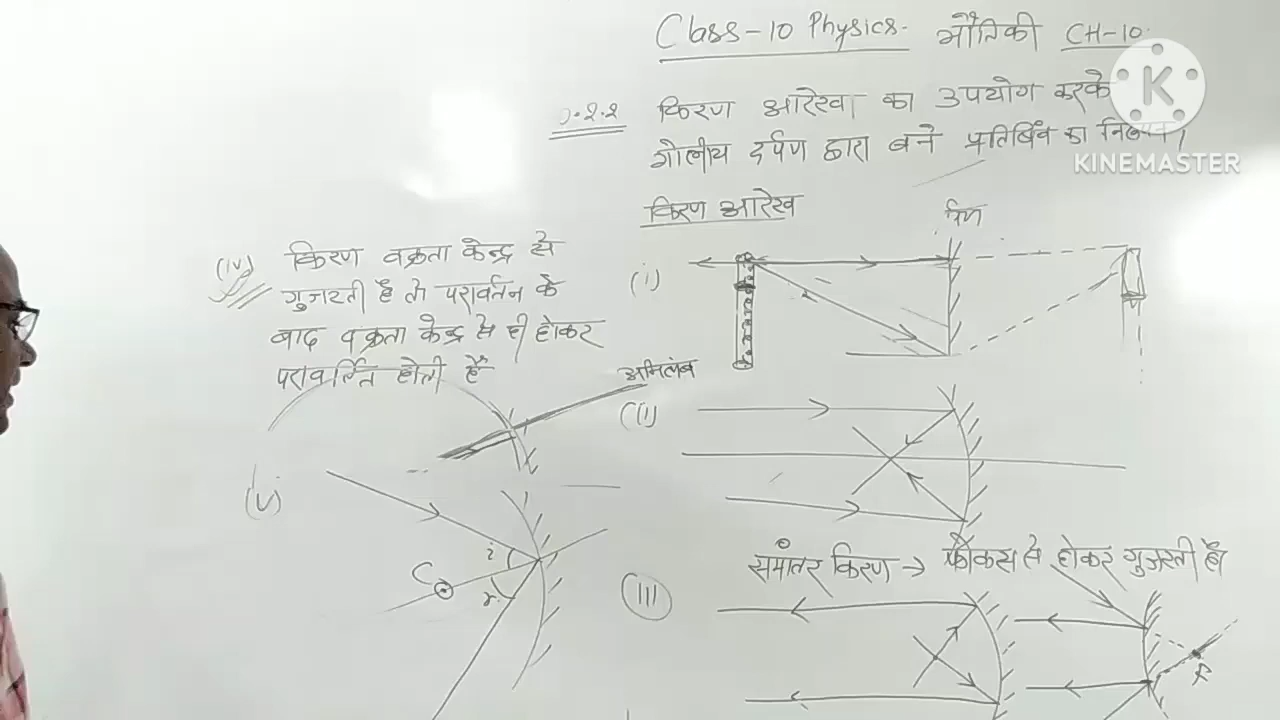 Class-10 Physics. भौतिकी CH-10.
किरण आरेख का उपयोग करके
गोलीय दर्पण द्वारा बने प्रतिबिंब का
K
KINEMASTER
किरण आरेख
(i)
(iv) किरण वक्रता केन्द्र से
गुजरती है तो परावर्तन के
बाद वक्रता केन्द्र से ही होकर
परावर्तित होती है
अभिलंब
(ii)
(v)
i
C
r
समांतर किरण → फोकस से होकर गुजरती है।
(III)
F